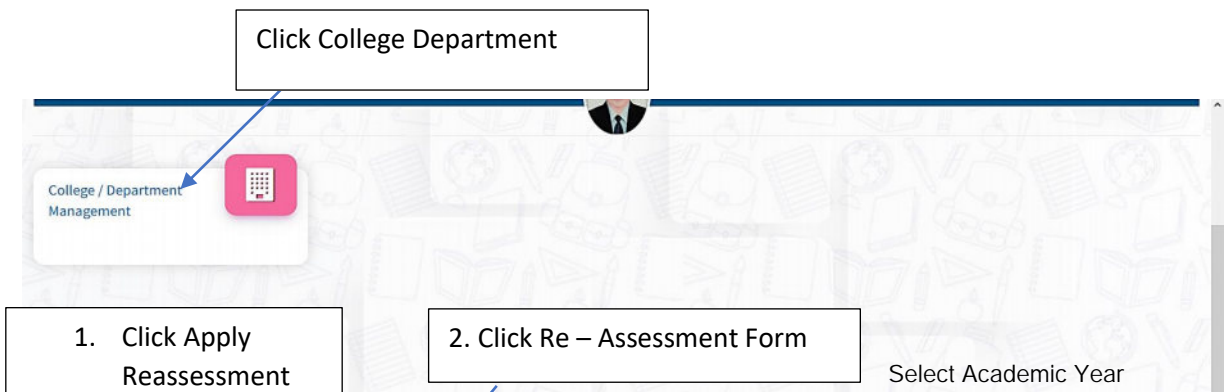 Click College Department
College / Department
Management
1. Click Apply
Reassessment
2. Click Re – Assessment Form
Select Academic Year